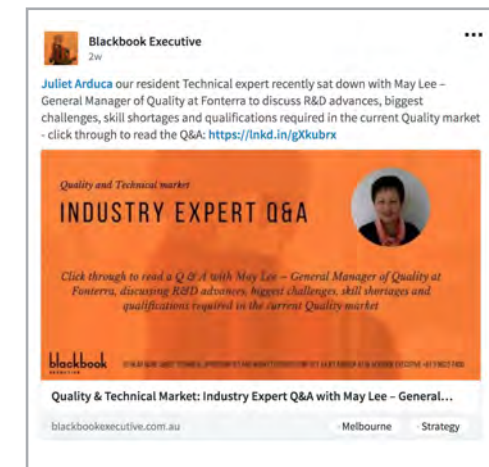 Blackbook Executive
2w
Juliet Arduca our resident Technical expert recently sat down with May Lee –
General Manager of Quality at Fonterra to discuss R&D advances, biggest
challenges, skill shortages and qualifications required in the current Quality market
- click through to read the Q&A: https://lnkd.in/gXkubrx
Quality and Technical market
INDUSTRY EXPERT Q&A
Click through to read a Q & A with May Lee – General Manager of Quality at
Fonterra, discussing R&D advances, biggest challenges, skill shortages and
qualifications required in the current Quality market
blackbook
EXECUTIVE
Quality & Technical Market: Industry Expert Q&A with May Lee – General...
blackbookexecutive.com.au
Melbourne
Strategy